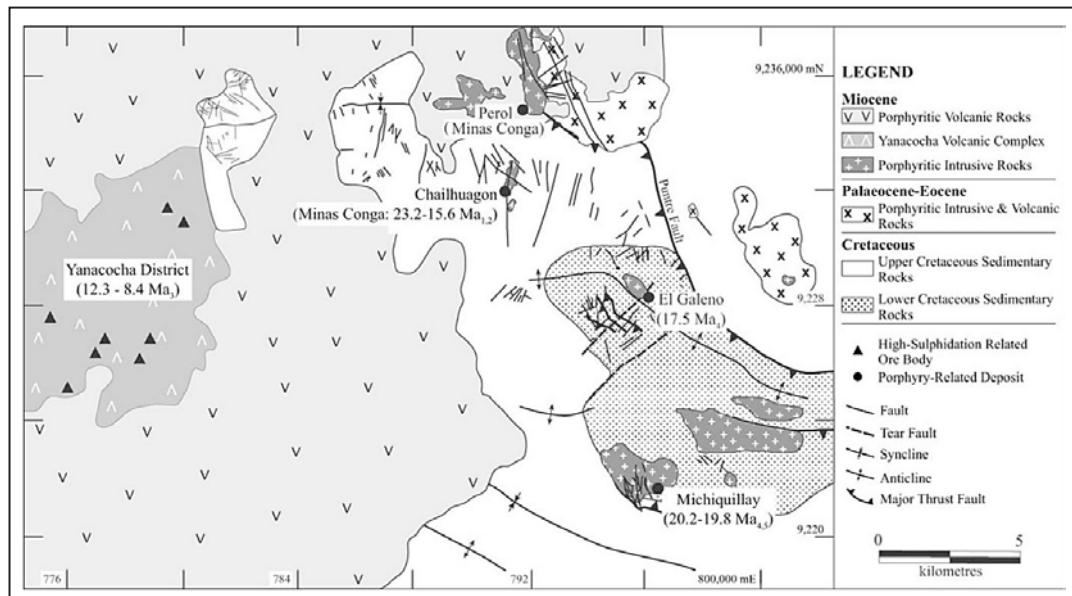 9,236,000 mN
Perol
(Minas Conga)
Chailhuagon
(Minas Conga: 23.2-15.6 Ma1,2)
Puntre Fault
Yanacocha District
(12.3 - 8.4 Ma3)
El Galeno
(17.5 Ma4)
9,228
Michiquillay
(20.2-19.8 Ma4,5)
9,220
776
784
792
800,000 mE
LEGEND
Miocene
Porphyritic Volcanic Rocks
Yanacocha Volcanic Complex
Porphyritic Intrusive Rocks
Palaeocene-Eocene
Porphyritic Intrusive & Volcanic
Rocks
Cretaceous
Upper Cretaceous Sedimentary
Rocks
Lower Cretaceous Sedimentary
Rocks
High-Sulphidation Related
Ore Body
Porphyry-Related Deposit
Fault
Tear Fault
Syncline
Anticline
Major Thrust Fault
0 5
kilometres